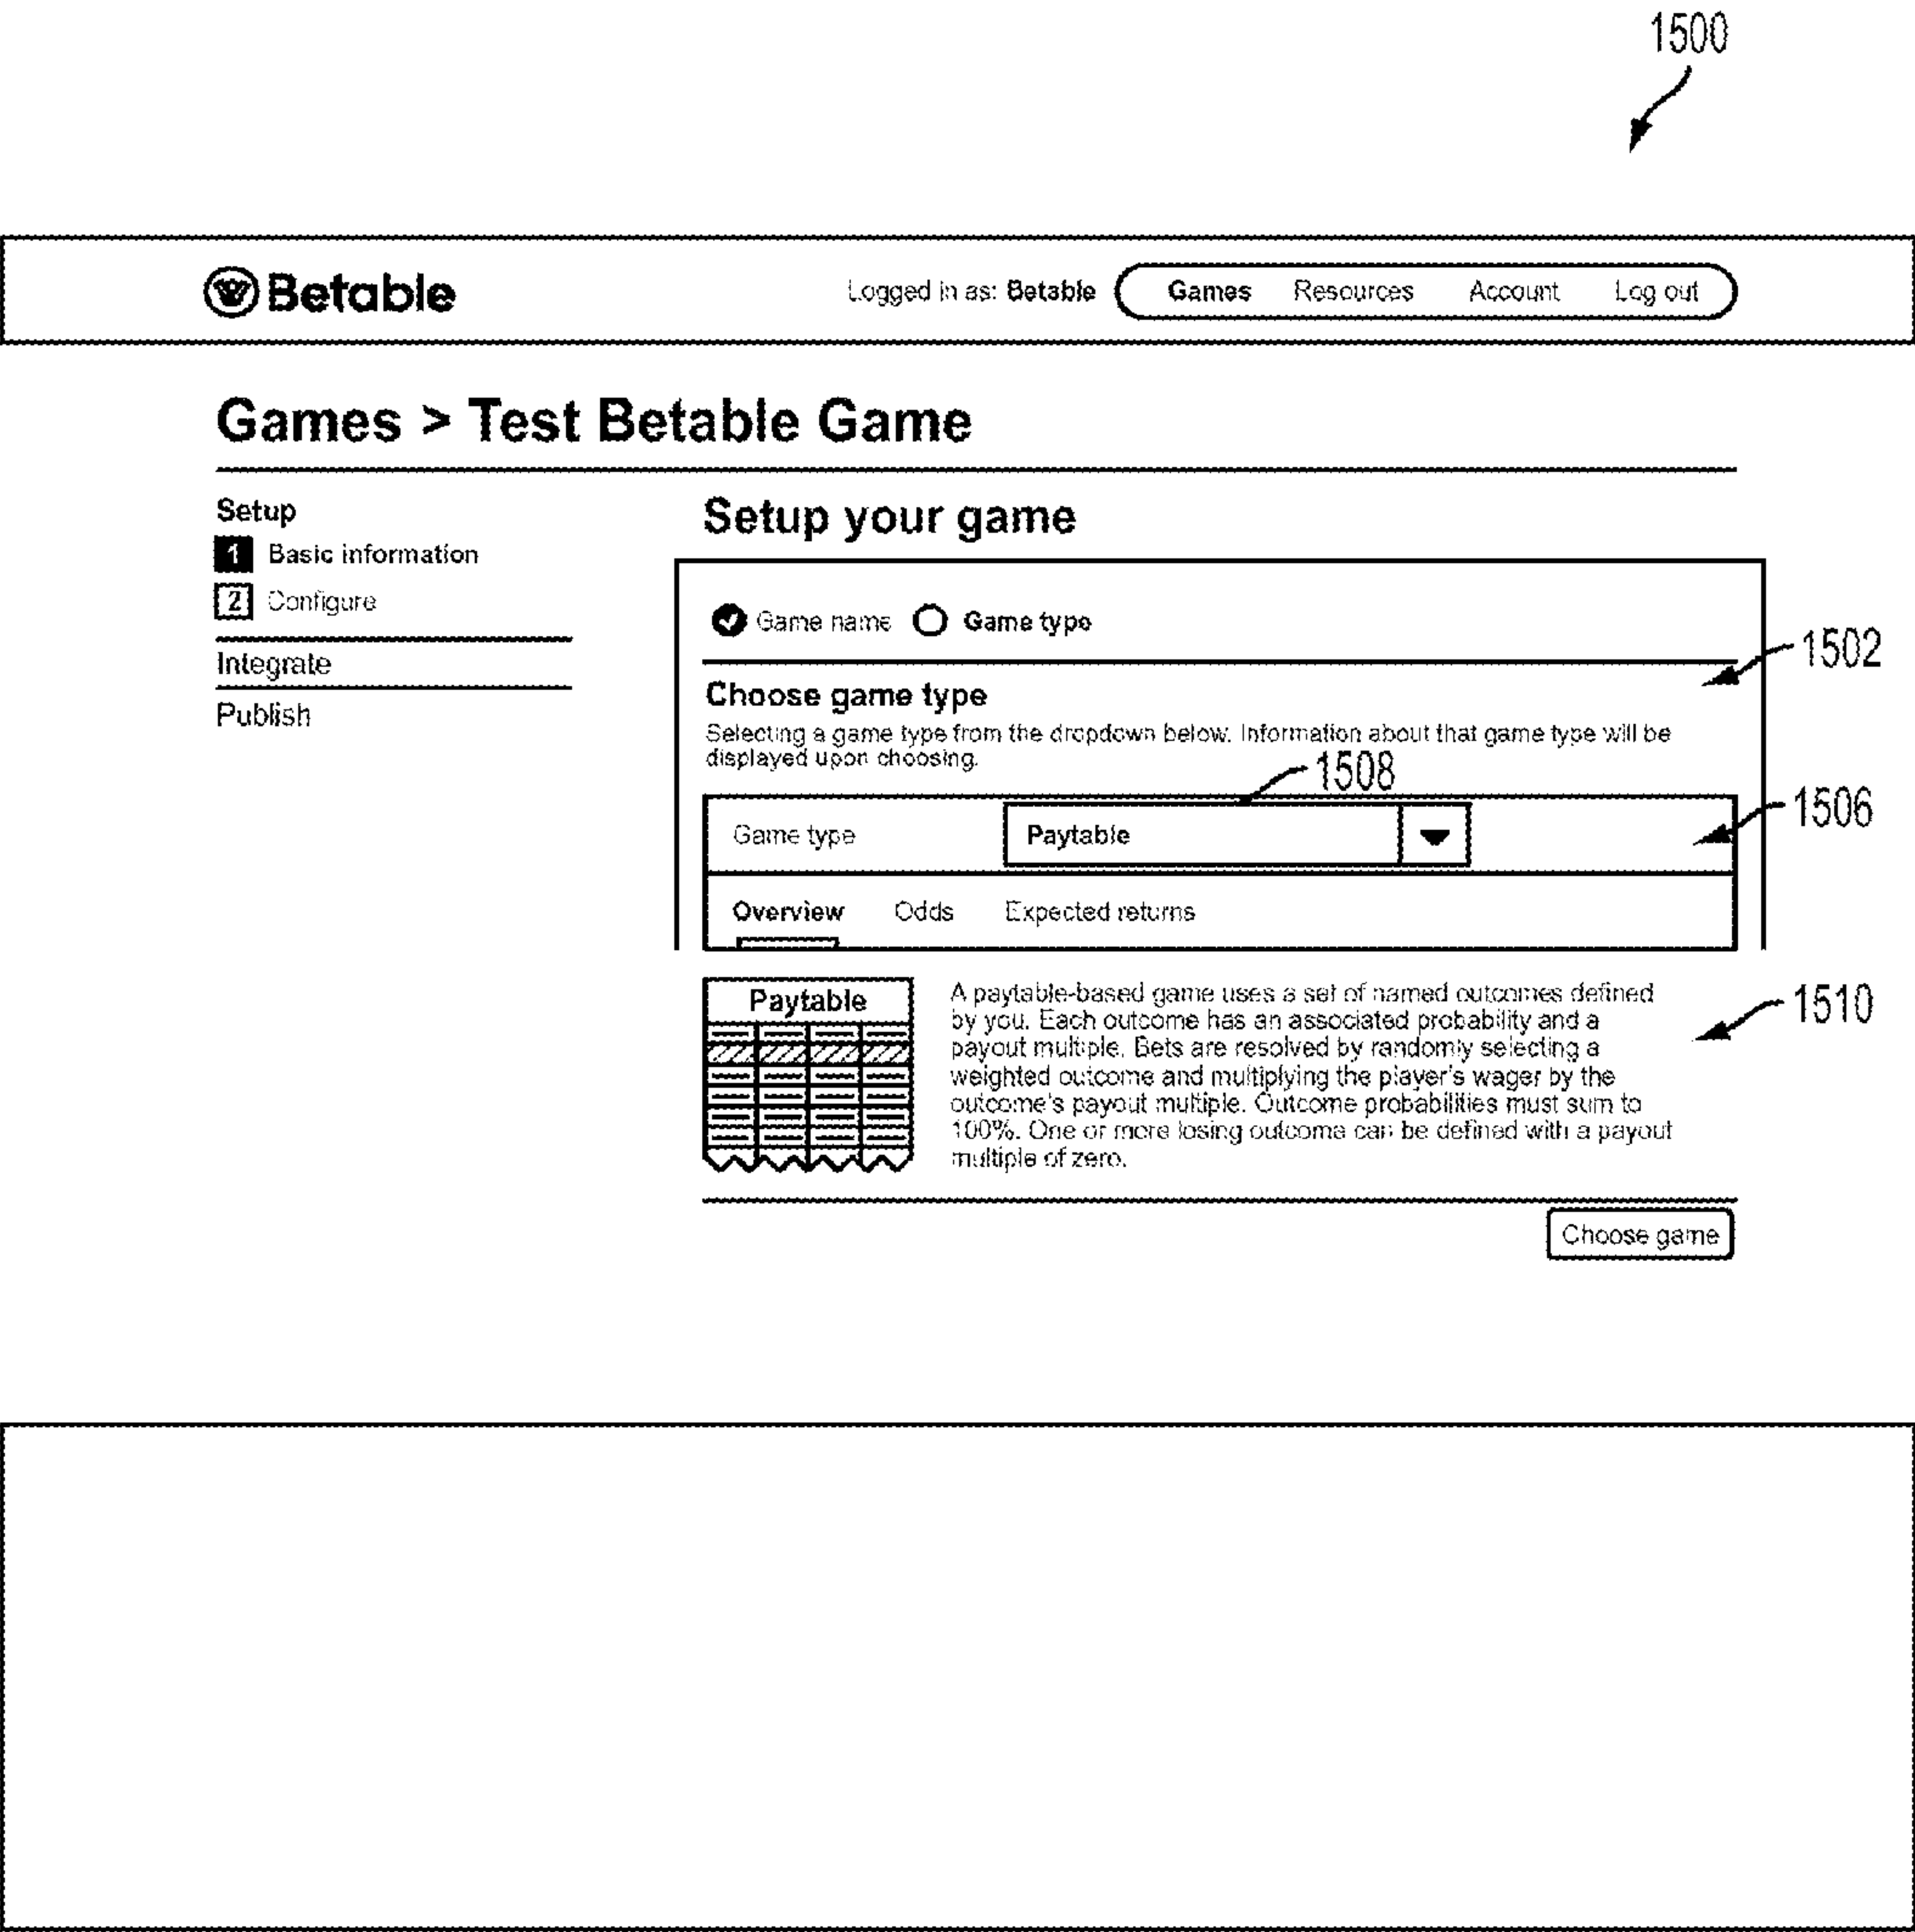 1500
Betable
Logged in as: Betable Games Resources Account Log out
Games > Test Betable Game
Setup
1 Basic information
2 Configure
Integrate
Publish
Setup your game
Game name Game type
1502
Choose game type
Selecting a game type from the dropdown below. Information about that game type will be
displayed upon choosing.
1508
Game type Paytable
1506
Overview Odds Expected returns
Paytable
A paytable-based game uses a set of named outcomes defined
by you. Each outcome has an associated probability and a
payout multiple. Bets are resolved by randomly selecting a
weighted outcome and multiplying the player's wager by the
outcome's payout multiple. Outcome probabilities must sum to
100%. One or more losing outcoma can be defined with a payout
multiple of zero.
1510
Choose game